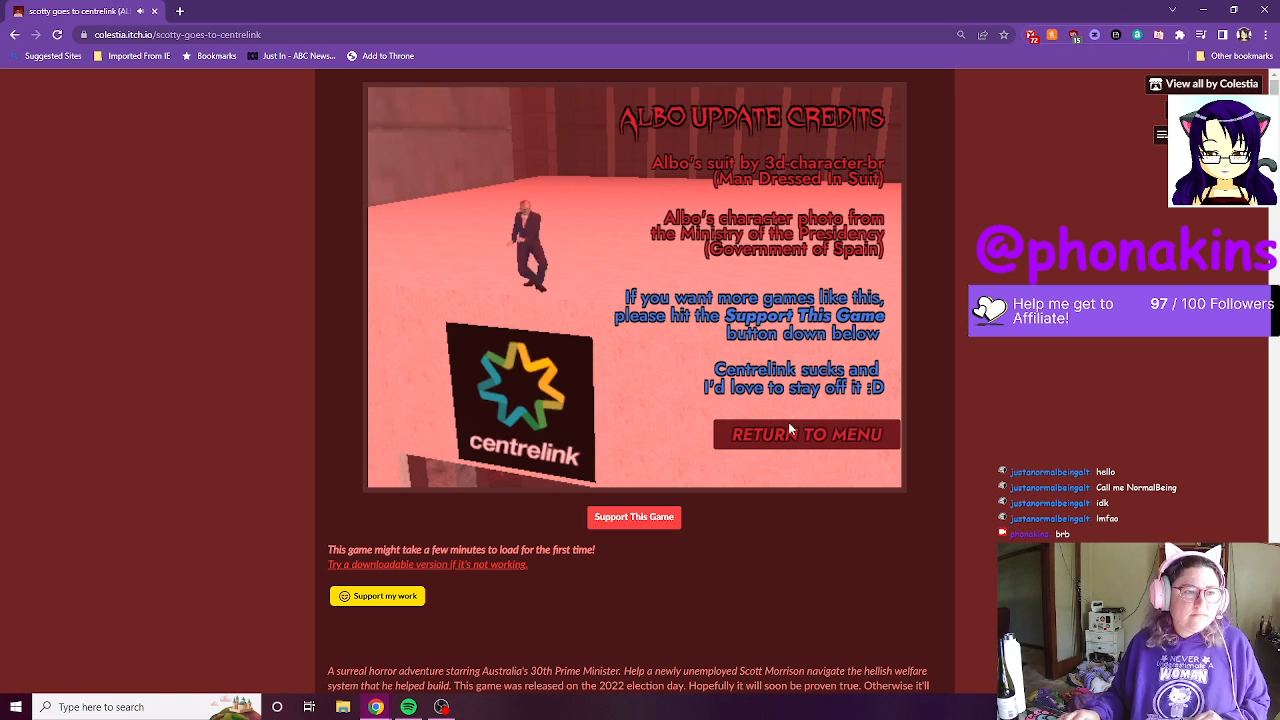 Scotty goes to Centrelink (AL
colestia.itch.io/scotty-goes-to-centrelink
Suggested Sites
Imported From IE
Bookmarks
Just In - ABC News...
Add to Throne
Other bookmarks
View all by Colestia
ALBO UPDATE CREDITS
Albo's suit by 3d-character-br
(Man Dressed In Suit)
Albo's character photo from
the Ministry of the Presidency
(Government of Spain)
If you want more games like this,
please hit the Support This Game
button down below
Centrelink sucks and
I'd love to stay off it :D
RETURN TO MENU
centrelink
@phonakins
Help me get to
Affiliate!
97 / 100 Followers
justanormalbeingalt: hello
justanormalbeingalt: Call me NormalBeing
justanormalbeingalt: idk
justanormalbeingalt: lmfao
phonakins: brb
Support This Game
This game might take a few minutes to load for the first time!
Try a downloadable version if it's not working.
Support my work
A surreal horror adventure starring Australia's 30th Prime Minister. Help a newly unemployed Scott Morrison navigate the hellish welfare
system that he helped build. This game was released on the 2022 election day. Hopefully it will soon be proven true. Otherwise it'll
NEVER
Underestimate A
WOMAN
Type here to search